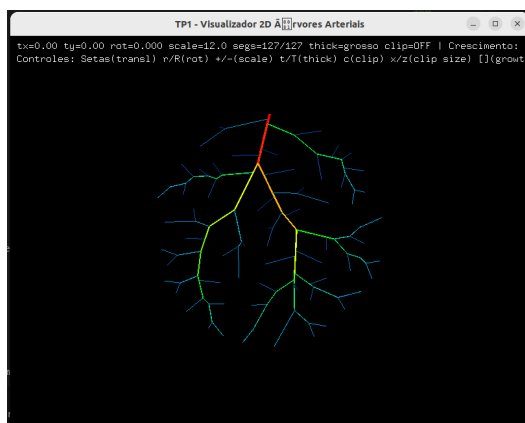 TP1 - Visualizador 2D Ã rvores Arteriais
tx=0.00 ty=0.00 rot=0.000 scale=12.0 segs=127/127 thick=grosso clip=OFF | Crescimento:
Controles: Setas(transl) r/R(rot) +/-(scale) t/T(thick) c(clip) x/z(clip size) [](growt